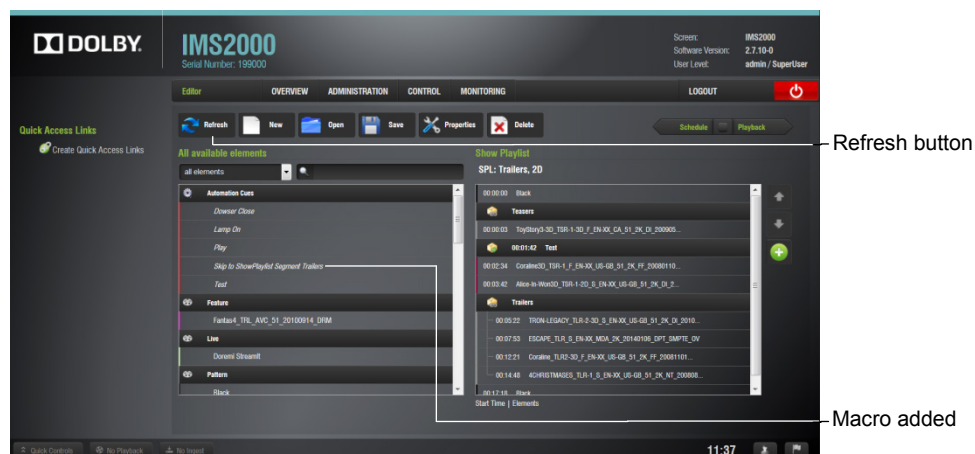 DOLBY.
IMS2000
Serial Number: 199000
Screen: IMS2000
Software Version: 2.7.10-0
User Level: admin / SuperUser
Editor OVERVIEW ADMINISTRATION CONTROL MONITORING LOGOUT
Quick Access Links
Create Quick Access Links
Refresh New Open Save Properties Delete Schedule Playback
Refresh button
All available elements
all elements
Automation Cues
Dowser Close
Lamp On
Play
Skip to ShowPlaylist Segment Trailers
Test
Feature
Fantas4_TRL_AVC_51_20100914_DRM
Live
Doremi Streamit
Pattern
Black
Show Playlist
SPL: Trailers, 2D
00:00:00 Black
Teasers
00:00:03 ToyStory3-3D_TSR-1-3D_F_EN-XX_CA_51_2K_DI_200905...
00:01:42 Test
00:02:34 Coraline3D_TSR-1_F_EN-XX_US-GB_51_2K_FF_20080110...
00:03:42 Alice-In-Won3D_TSR-1-2D_S_EN-XX_US-GB_51_2K_DI_2...
Trailers
00:05:22 TRON-LEGACY_TLR-2-3D_S_EN-XX_US-GB_51_2K_DI_2010...
00:07:53 ESCAPE_TLR_S_EN-XX_MDA_2K_20140106_DPT_SMPTE_OV
00:12:21 Coraline_TLR2-3D_F_EN-XX_US-GB_51_2K_FF_20081101...
00:14:48 4CHRISTMASES_TLR-1_S_EN-XX_US-GB_51_2K_NT_200808...
00:17:18 Black
Start Time | Elements
Macro added
Quick Controls No Playback No Ingest 11:37